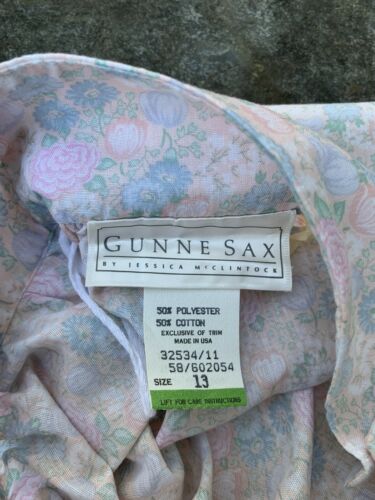 GUNNE SAX
BY JESSICA McCLINTOCK
50% POLYESTER
50% COTTON
EXCLUSIVE OF TRIM
MADE IN USA
32534/11
58/602054
SIZE 13
LIFT FOR CARE INSTRUCTIONS